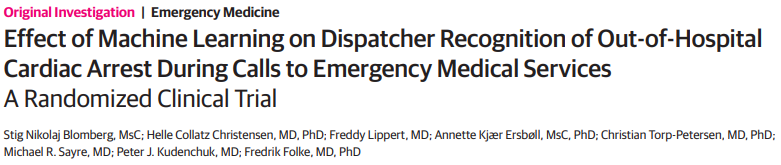 Original Investigation | Emergency Medicine
Effect of Machine Learning on Dispatcher Recognition of Out-of-Hospital
Cardiac Arrest During Calls to Emergency Medical Services
A Randomized Clinical Trial
Stig Nikolaj Blomberg, MsC; Helle Collatz Christensen, MD, PhD; Freddy Lippert, MD; Annette Kjær Ersbøll, MsC, PhD; Christian Torp-Petersen, MD, PhD;
Michael R. Sayre, MD; Peter J. Kudenchuk, MD; Fredrik Folke, MD, PhD